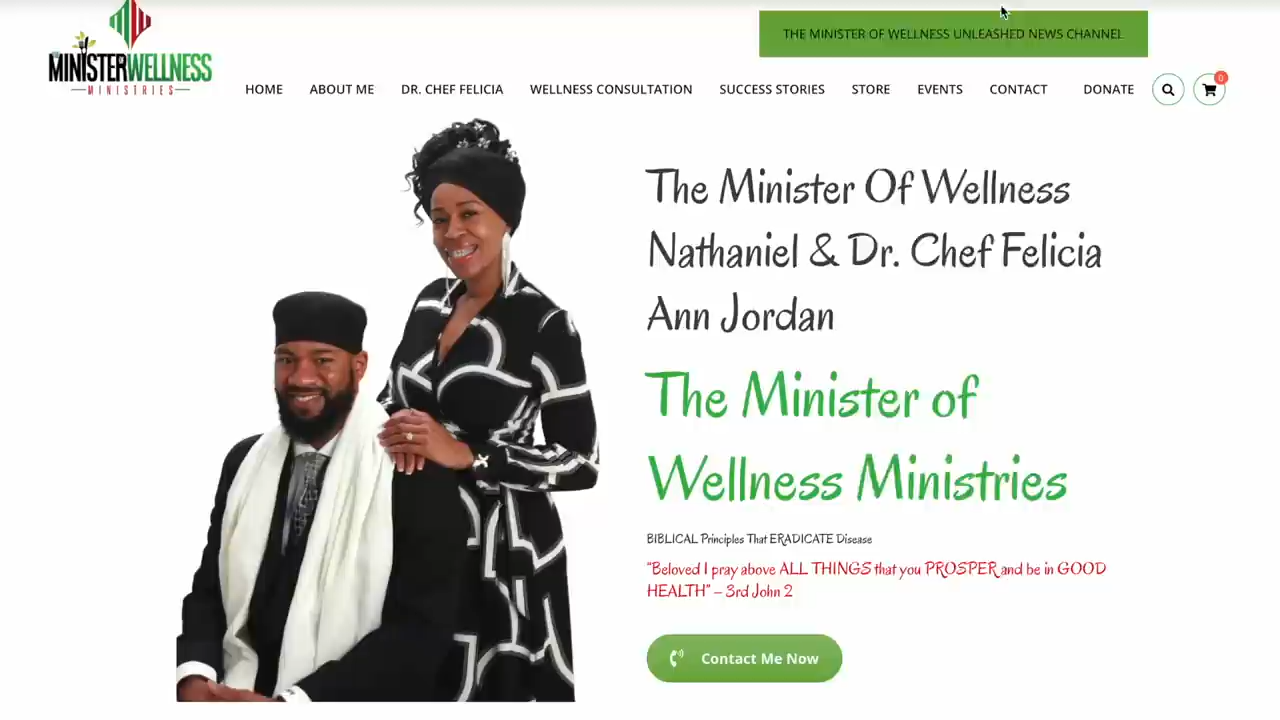 THE MINISTER OF WELLNESS UNLEASHED NEWS CHANNEL
MINISTERWELLNESS
MINISTRIES
HOME ABOUT ME DR. CHEF FELICIA WELLNESS CONSULTATION SUCCESS STORIES STORE EVENTS CONTACT DONATE 0
The Minister Of Wellness
Nathaniel & Dr. Chef Felicia
Ann Jordan
The Minister of
Wellness Ministries
BIBLICAL Principles That ERADICATE Disease
"Beloved I pray above ALL THINGS that you PROSPER and be in GOOD
HEALTH" – 3rd John 2
Contact Me Now